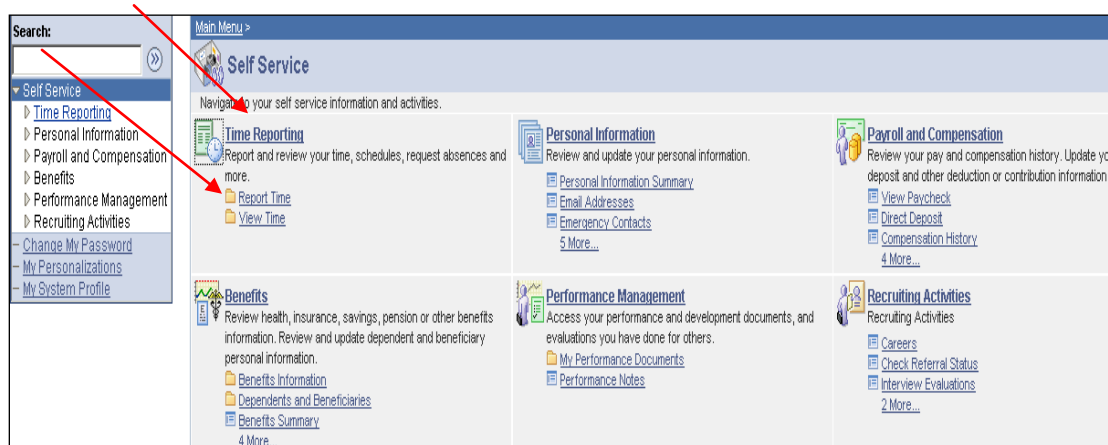 Search:
Self Service
Time Reporting
Personal Information
Payroll and Compensation
Benefits
Performance Management
Recruiting Activities
Change My Password
My Personalizations
My System Profile
Main Menu >
Self Service
Navigate to your self service information and activities.
Time Reporting
Report and review your time, schedules, request absences and
more.
Report Time
View Time
Personal Information
Review and update your personal information.
Personal Information Summary
Email Addresses
Emergency Contacts
5 More...
Payroll and Compensation
Review your pay and compensation history. Update yo
deposit and other deduction or contribution information
View Paycheck
Direct Deposit
Compensation History
4 More...
Benefits
Review health, insurance, savings, pension or other benefits
information. Review and update dependent and beneficiary
personal information.
Benefits Information
Dependents and Beneficiaries
Benefits Summary
4 More
Performance Management
Access your performance and development documents, and
evaluations you have done for others.
My Performance Documents
Performance Notes
Recruiting Activities
Recruiting Activities
Careers
Check Referral Status
Interview Evaluations
2 More...